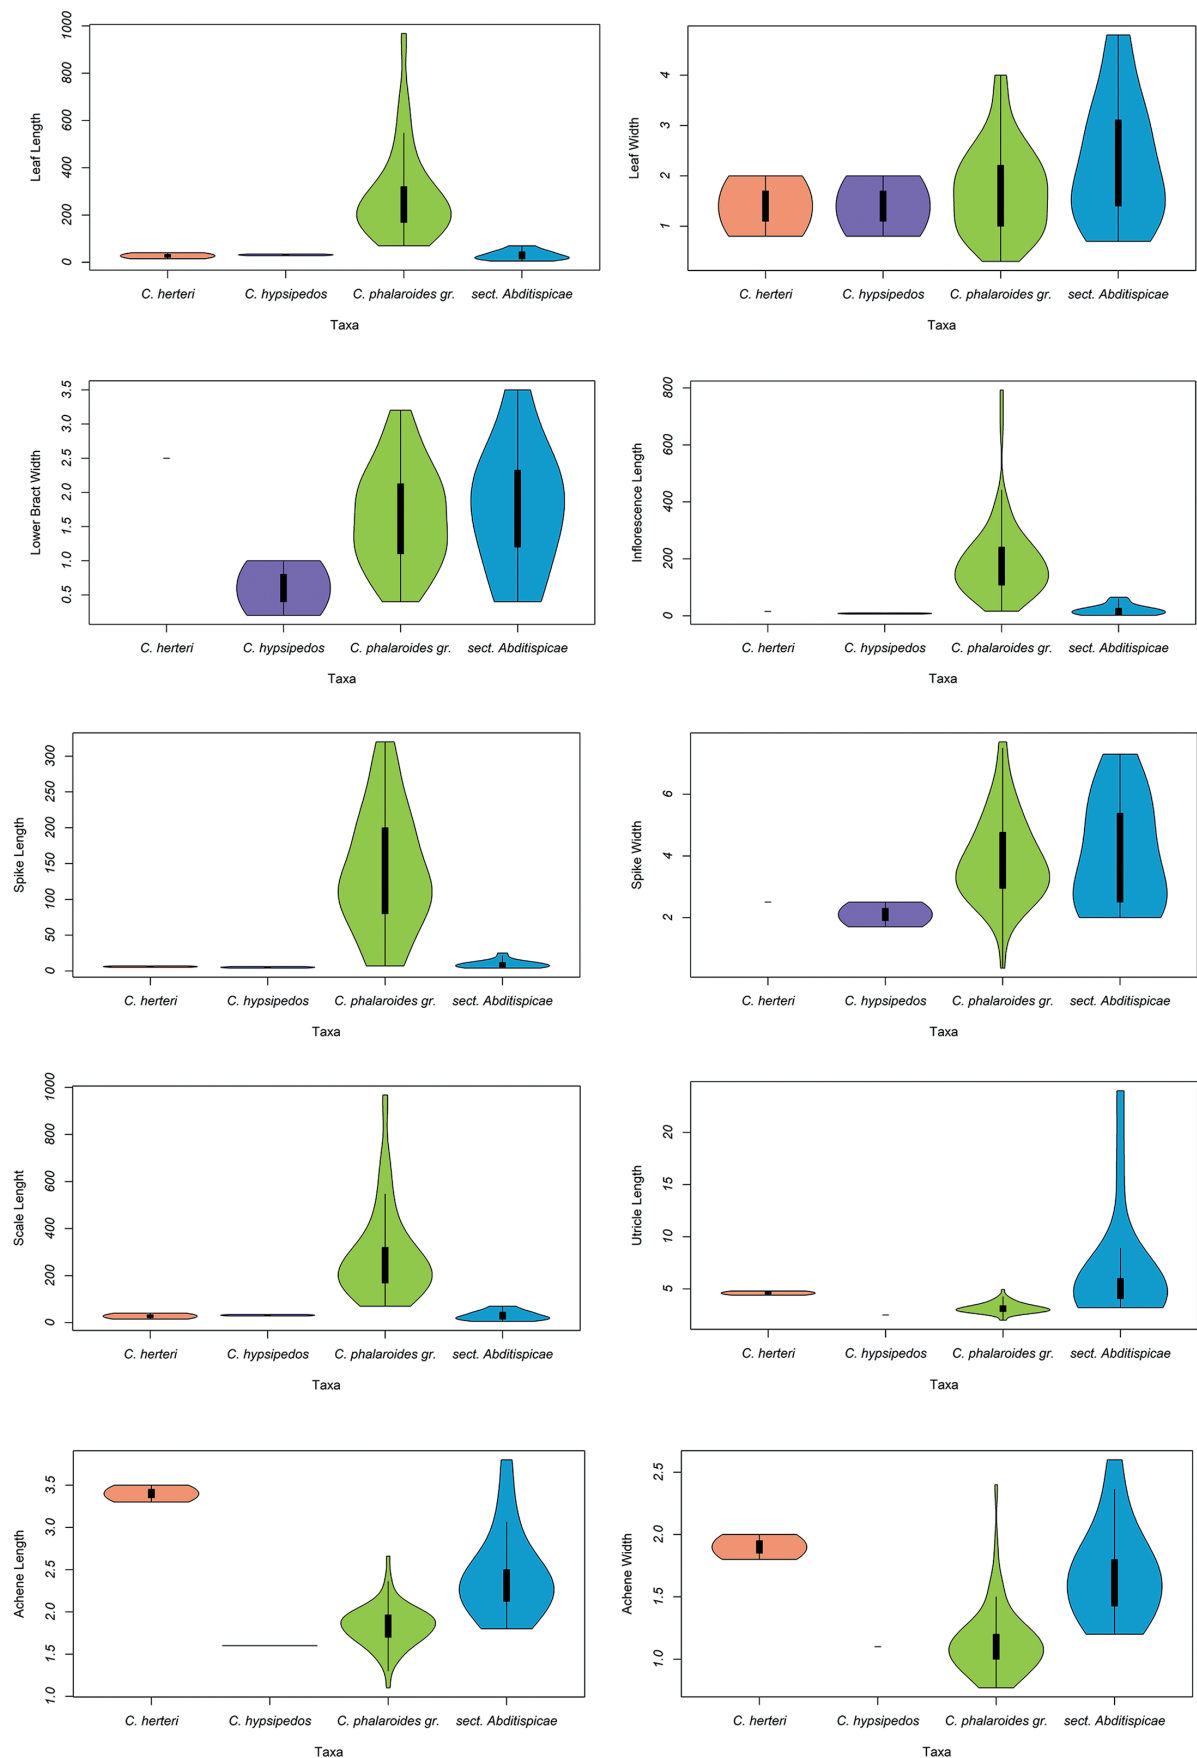 Leaf Length
0 200 400 600 800 1000
C. herteri C. hypsipedos C. phalaroides gr. sect. Abditispicae
Taxa
Leaf Width
1 2 3 4
C. herteri C. hypsipedos C. phalaroides gr. sect. Abditispicae
Taxa
Lower Bract Width
0.5 1.0 1.5 2.0 2.5 3.0 3.5
C. herteri C. hypsipedos C. phalaroides gr. sect. Abditispicae
Taxa
Inflorescence Length
0 200 400 600 800
C. herteri C. hypsipedos C. phalaroides gr. sect. Abditispicae
Taxa
Spike Length
0 50 100 150 200 250 300
C. herteri C. hypsipedos C. phalaroides gr. sect. Abditispicae
Taxa
Spike Width
2 4 6
C. herteri C. hypsipedos C. phalaroides gr. sect. Abditispicae
Taxa
Scale Lenght
0 200 400 600 800 1000
C. herteri C. hypsipedos C. phalaroides gr. sect. Abditispicae
Taxa
Utricle Length
5 10 15 20
C. herteri C. hypsipedos C. phalaroides gr. sect. Abditispicae
Taxa
Achene Length
1.0 1.5 2.0 2.5 3.0 3.5
C. herteri C. hypsipedos C. phalaroides gr. sect. Abditispicae
Taxa
Achene Width
1.0 1.5 2.0 2.5
C. herteri C. hypsipedos C. phalaroides gr. sect. Abditispicae
Taxa